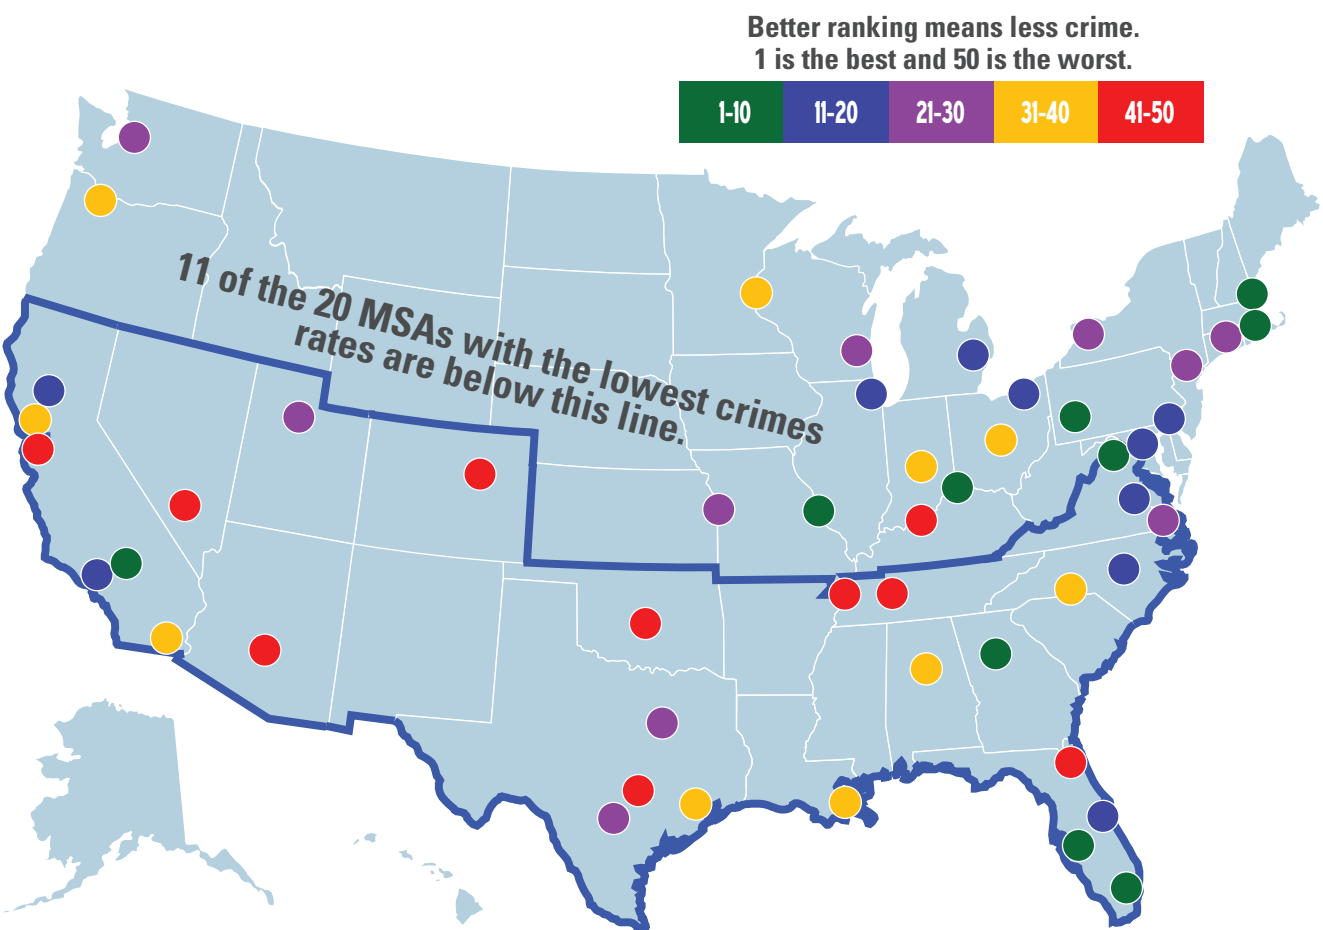 Better ranking means less crime.
1 is the best and 50 is the worst.
1-10 11-20 21-30 31-40 41-50
11 of the 20 MSAs with the lowest crimes
rates are below this line.